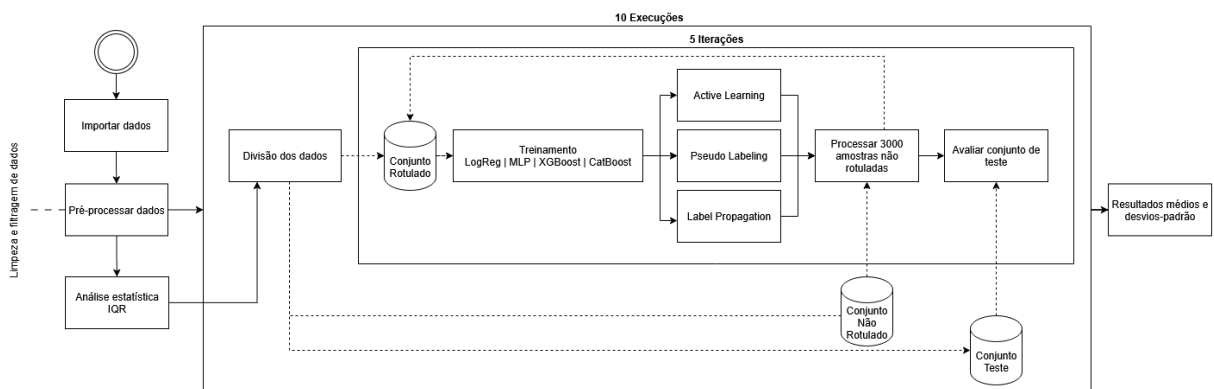 10 Execuções
5 Iterações
Importar dados
Limpeza e filtragem de dados
Pré-processar dados
Análise estatística
IQR
Divisão dos dados
Conjunto
Rotulado
Treinamento
LogReg | MLP | XGBoost | CatBoost
Active Learning
Pseudo Labeling
Label Propagation
Processar 3000
amostras não
rotuladas
Avaliar conjunto de
teste
Conjunto
Não
Rotulado
Conjunto
Teste
Resultados médios e
desvios-padrão